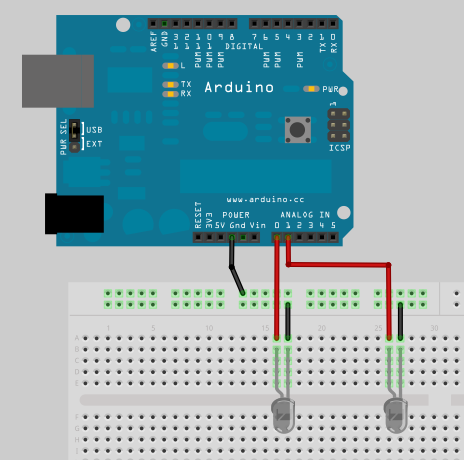 AREF
GND
13
12
11
10
9
8
7
6
5
4
3
2
1
0
PWM
PWM
PWM
PWM
PWM
PWM
TX
RX
DIGITAL
L
TX
RX
Arduino
PWR
1
ICSP
PWR SEL
USB
EXT
www.arduino.cc
POWER
ANALOG IN
RESET
3V3
5V Gnd Vin
0 1 2 3 4 5
1 5 10 15 20 25 30
A
B
C
D
E
F
G
H
I